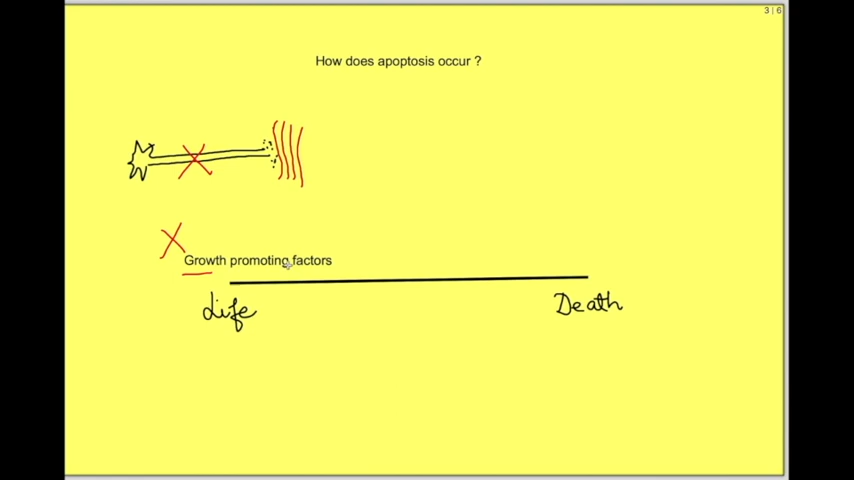 3 | 6
How does apoptosis occur ?
Growth promoting factors
Life
Death